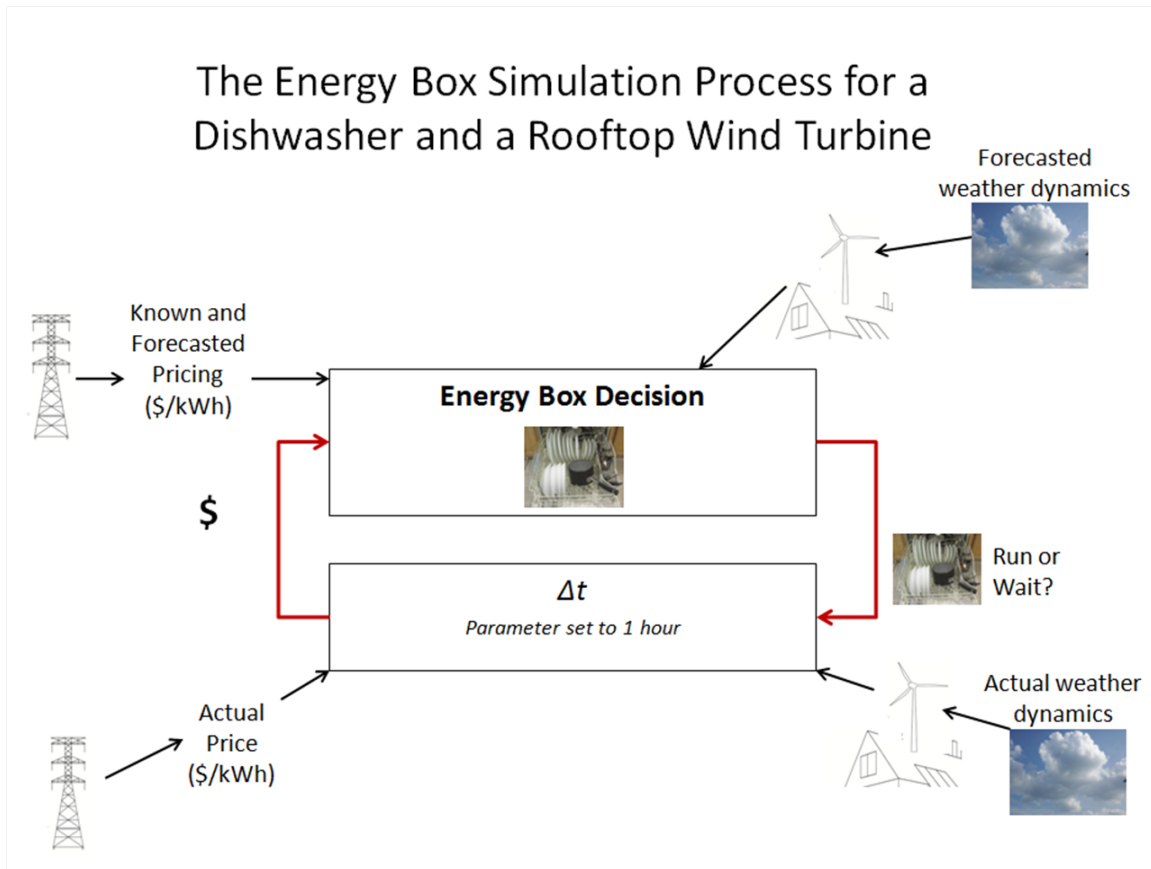 The Energy Box Simulation Process for a
Dishwasher and a Rooftop Wind Turbine
Forecasted
weather dynamics
Known and
Forecasted
Pricing
($/kWh)
Energy Box Decision
$
Run or
Wait?
Δt
Parameter set to 1 hour
Actual
Price
($/kWh)
Actual weather
dynamics